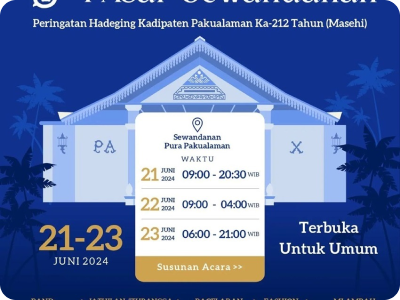 Pasar Sewandanan
Peringatan Hadeging Kadipaten Pakualaman Ka-212 Tahun (Masehi)
Sewandanan
Pura Pakualaman
WAKTU
21 JUNI 2024 09:00 - 20:30 WIB
22 JUNI 2024 09:00 - 04:00 WIB
23 JUNI 2024 06:00 - 21:00 WIB
Susunan Acara >>
PA X
21-23
JUNI 2024
Terbuka
Untuk Umum